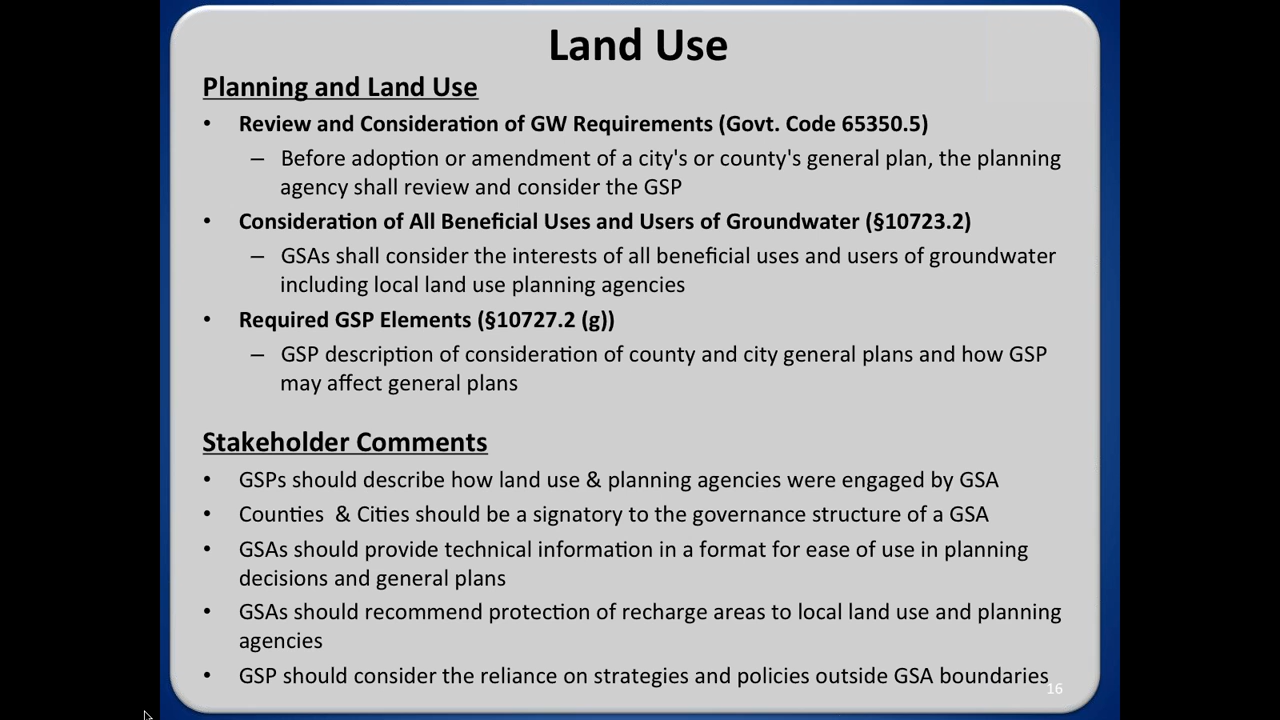 Land Use
Planning and Land Use
• Review and Consideration of GW Requirements (Govt. Code 65350.5)
– Before adoption or amendment of a city's or county's general plan, the planning
agency shall review and consider the GSP
• Consideration of All Beneficial Uses and Users of Groundwater (§10723.2)
– GSAs shall consider the interests of all beneficial uses and users of groundwater
including local land use planning agencies
• Required GSP Elements (§10727.2 (g))
– GSP description of consideration of county and city general plans and how GSP
may affect general plans
Stakeholder Comments
• GSPs should describe how land use & planning agencies were engaged by GSA
• Counties & Cities should be a signatory to the governance structure of a GSA
• GSAs should provide technical information in a format for ease of use in planning
decisions and general plans
• GSAs should recommend protection of recharge areas to local land use and planning
agencies
• GSP should consider the reliance on strategies and policies outside GSA boundaries
16